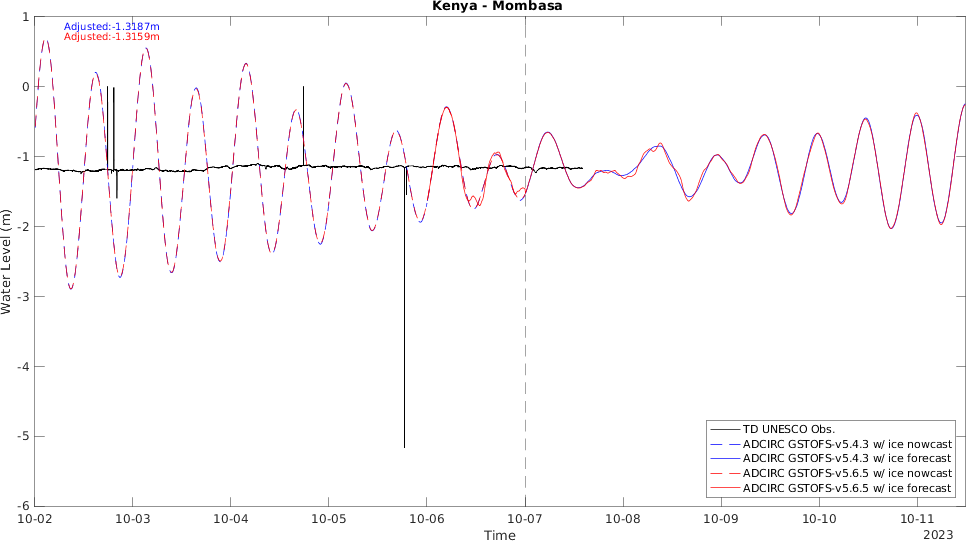 Kenya - Mombasa
Adjusted:-1.3187m
Adjusted:-1.3159m
Water Level (m)
1
0
-1
-2
-3
-4
-5
-6
10-02 10-03 10-04 10-05 10-06 10-07 10-08 10-09 10-10 10-11
Time
2023
TD UNESCO Obs.
ADCIRC GSTOFS-v5.4.3 w/ ice nowcast
ADCIRC GSTOFS-v5.4.3 w/ ice forecast
ADCIRC GSTOFS-v5.6.5 w/ ice nowcast
ADCIRC GSTOFS-v5.6.5 w/ ice forecast